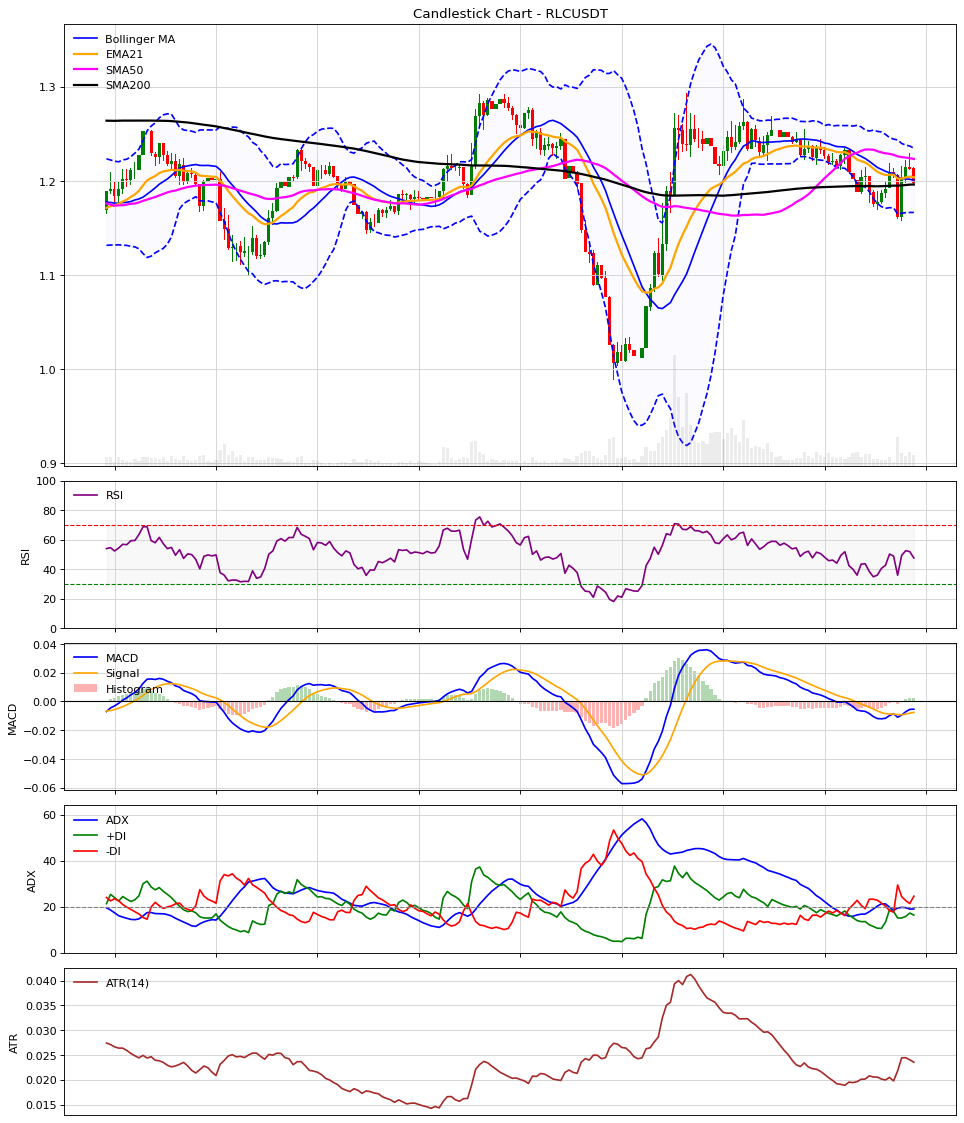 Candlestick Chart - RLCUSDT
Bollinger MA
EMA21
SMA50
SMA200
1.3
1.2
1.1
1.0
0.9
RSI
RSI
100
80
60
40
20
0
MACD
Signal
Histogram
MACD
0.04
0.02
0.00
−0.02
−0.04
−0.06
ADX
+DI
-DI
ADX
60
40
20
0
ATR(14)
ATR
0.040
0.035
0.030
0.025
0.020
0.015